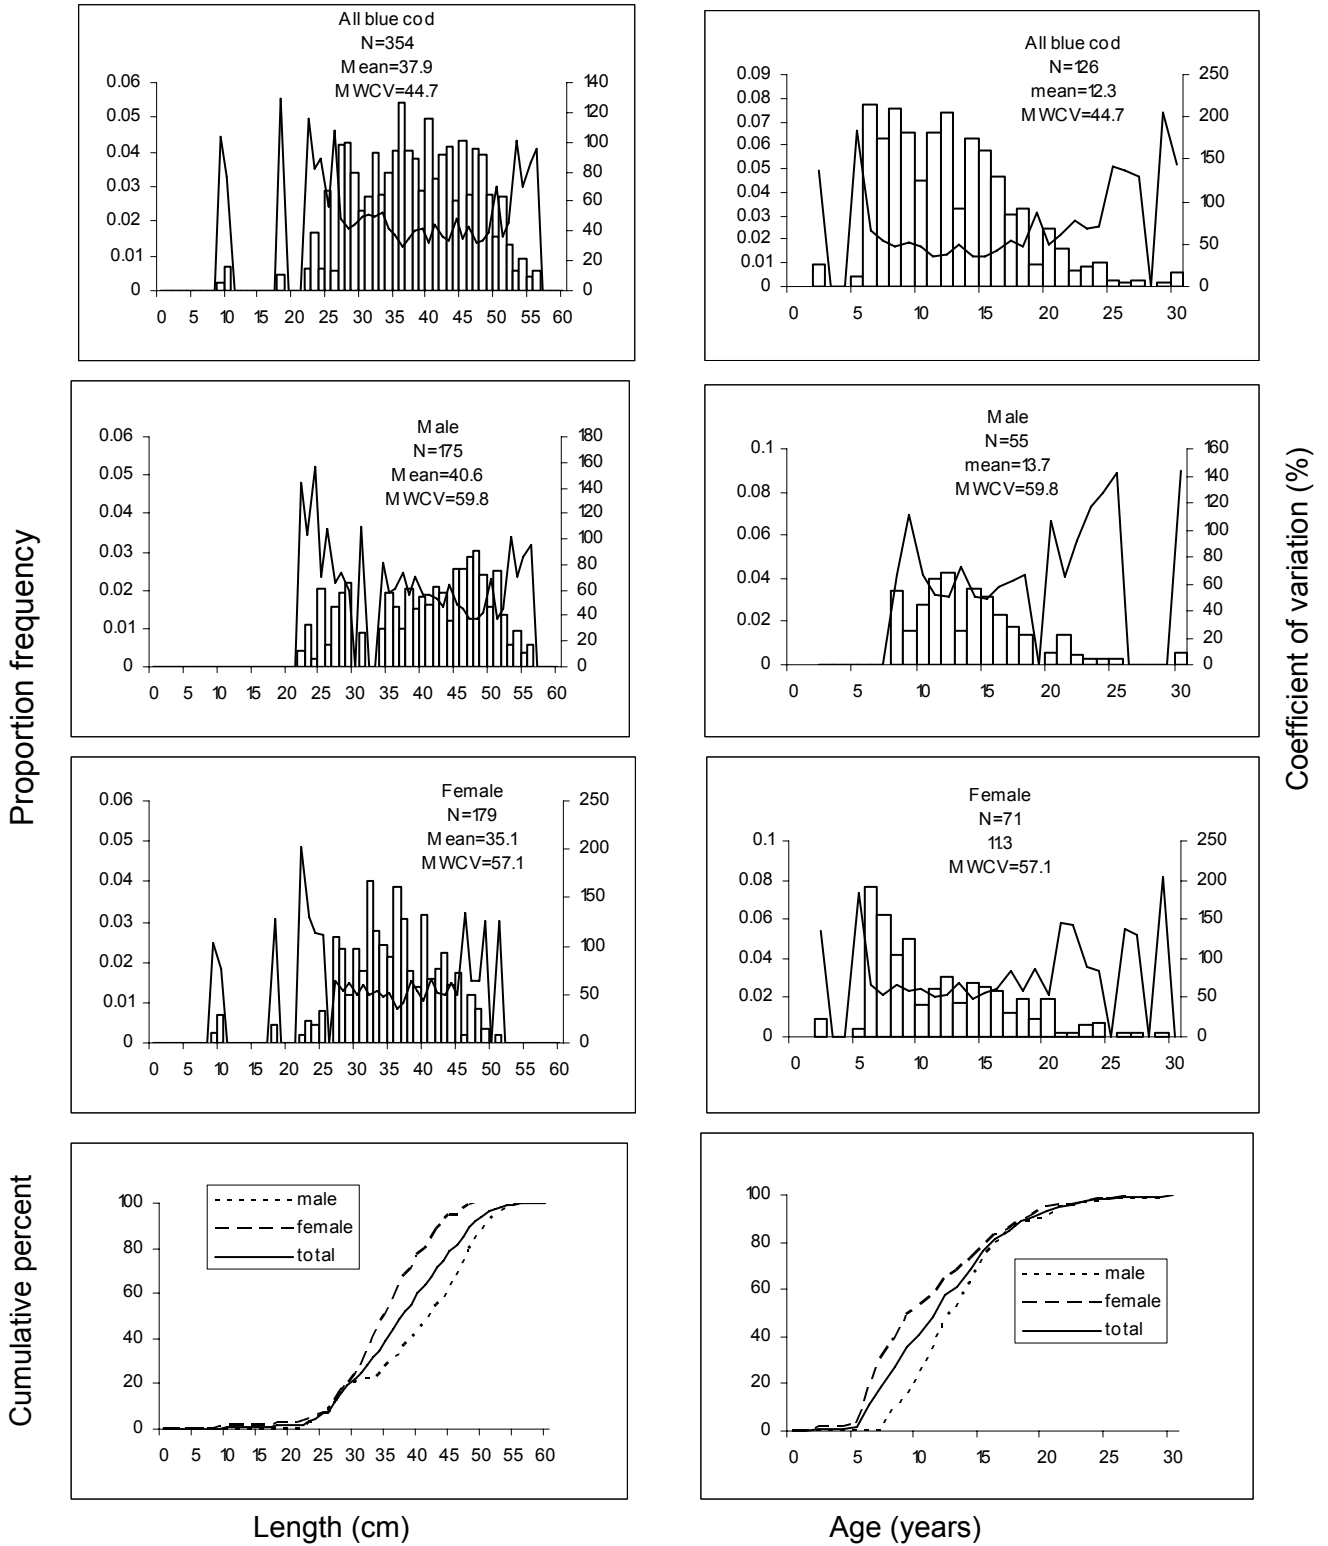 All blue cod
N=354
Mean=37.9
MWCV=44.7
0.06
0.05
0.04
0.03
0.02
0.01
0
140
120
100
80
60
40
20
0
0 5 10 15 20 25 30 35 40 45 50 55 60
All blue cod
N=126
mean=12.3
MWCV=44.7
0.09
0.08
0.07
0.06
0.05
0.04
0.03
0.02
0.01
0
250
200
150
100
50
0
0 5 10 15 20 25 30
Male
N=175
Mean=40.6
MWCV=59.8
0.06
0.05
0.04
0.03
0.02
0.01
0
180
160
140
120
100
80
60
40
20
0
0 5 10 15 20 25 30 35 40 45 50 55 60
Male
N=55
mean=13.7
MWCV=59.8
0.1
0.08
0.06
0.04
0.02
0
160
140
120
100
80
60
40
20
0
0 5 10 15 20 25 30
Proportion frequency
Coefficient of variation (%)
Female
N=179
Mean=35.1
MWCV=57.1
0.06
0.05
0.04
0.03
0.02
0.01
0
250
200
150
100
50
0
0 5 10 15 20 25 30 35 40 45 50 55 60
Female
N=71
11.3
MWCV=57.1
0.1
0.08
0.06
0.04
0.02
0
250
200
150
100
50
0
0 5 10 15 20 25 30
Cumulative percent
100
80
60
40
20
0
male
female
total
0 5 10 15 20 25 30 35 40 45 50 55 60
100
80
60
40
20
0
male
female
total
0 5 10 15 20 25 30
Length (cm)
Age (years)